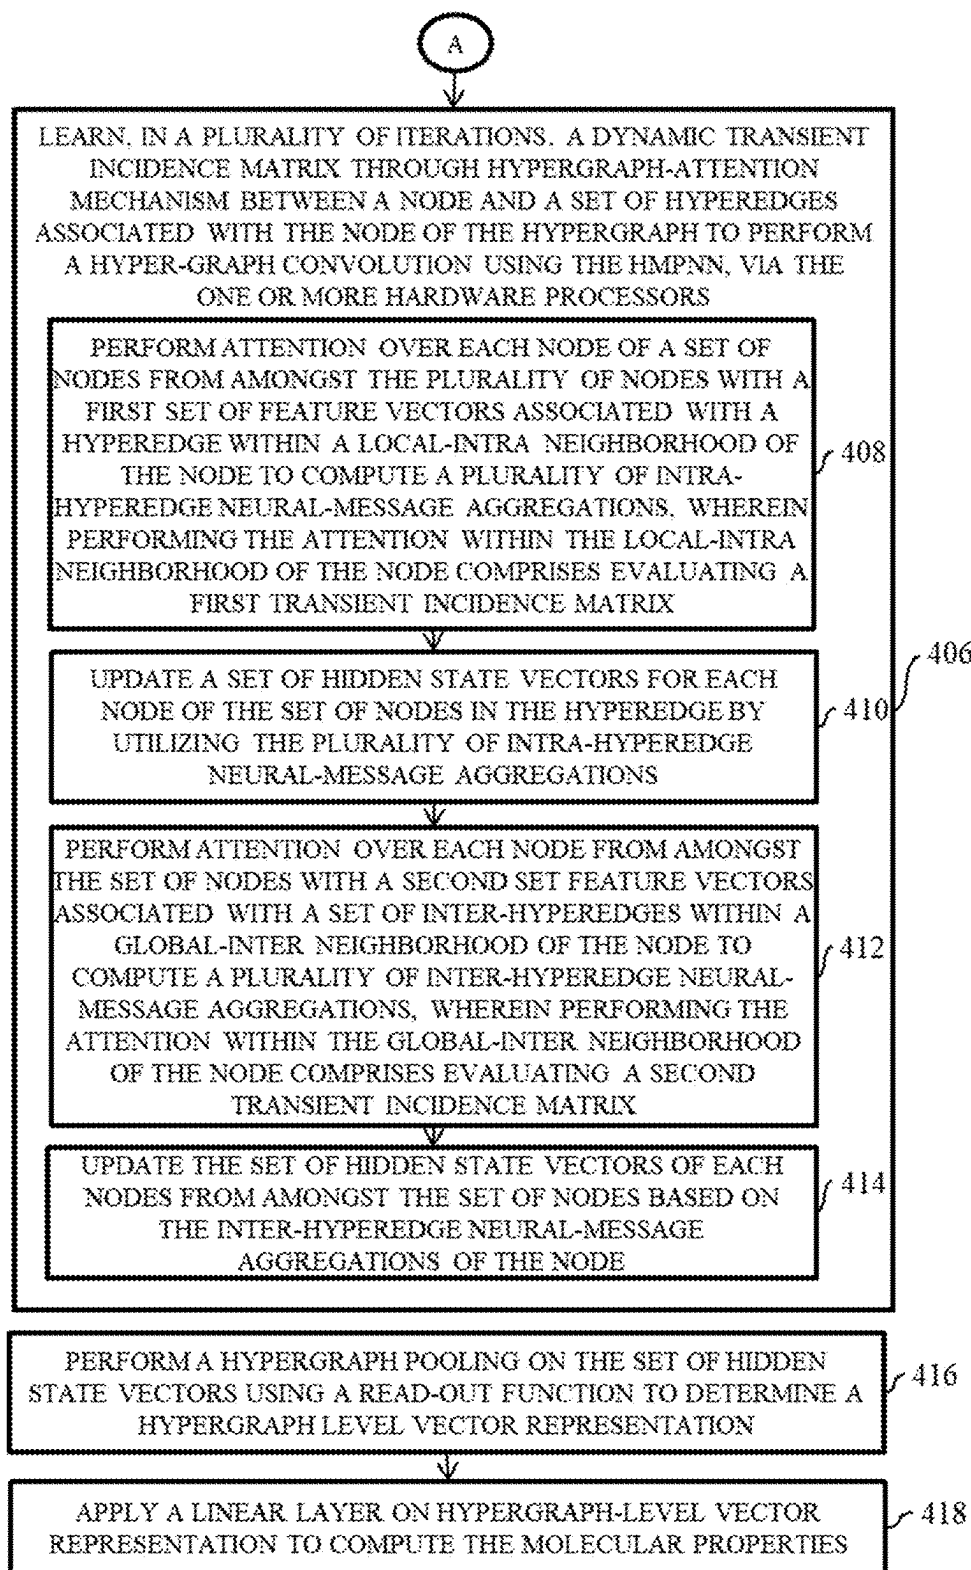 A
LEARN, IN A PLURALITY OF ITERATIONS, A DYNAMIC TRANSIENT
INCIDENCE MATRIX THROUGH HYPERGRAPH-ATTENTION
MECHANISM BETWEEN A NODE AND A SET OF HYPEREDGES
ASSOCIATED WITH THE NODE OF THE HYPERGRAPH TO PERFORM
A HYPER-GRAPH CONVOLUTION USING THE HMPNN, VIA THE
ONE OR MORE HARDWARE PROCESSORS
PERFORM ATTENTION OVER EACH NODE OF A SET OF
NODES FROM AMONGST THE PLURALITY OF NODES WITH A
FIRST SET OF FEATURE VECTORS ASSOCIATED WITH A
HYPEREDGE WITHIN A LOCAL-INTRA NEIGHBORHOOD OF
THE NODE TO COMPUTE A PLURALITY OF INTRA-
HYPEREDGE NEURAL-MESSAGE AGGREGATIONS, WHEREIN
PERFORMING THE ATTENTION WITHIN THE LOCAL-INTRA
NEIGHBORHOOD OF THE NODE COMPRISES EVALUATING A
FIRST TRANSIENT INCIDENCE MATRIX
408
406
UPDATE A SET OF HIDDEN STATE VECTORS FOR EACH
NODE OF THE SET OF NODES IN THE HYPEREDGE BY
UTILIZING THE PLURALITY OF INTRA-HYPEREDGE
NEURAL-MESSAGE AGGREGATIONS
410
PERFORM ATTENTION OVER EACH NODE FROM AMONGST
THE SET OF NODES WITH A SECOND SET FEATURE VECTORS
ASSOCIATED WITH A SET OF INTER-HYPEREDGES WITHIN A
GLOBAL-INTER NEIGHBORHOOD OF THE NODE TO
COMPUTE A PLURALITY OF INTER-HYPEREDGE NEURAL-
MESSAGE AGGREGATIONS, WHEREIN PERFORMING THE
ATTENTION WITHIN THE GLOBAL-INTER NEIGHBORHOOD
OF THE NODE COMPRISES EVALUATING A SECOND
TRANSIENT INCIDENCE MATRIX
412
UPDATE THE SET OF HIDDEN STATE VECTORS OF EACH
NODES FROM AMONGST THE SET OF NODES BASED ON
THE INTER-HYPEREDGE NEURAL-MESSAGE
AGGREGATIONS OF THE NODE
414
PERFORM A HYPERGRAPH POOLING ON THE SET OF HIDDEN
STATE VECTORS USING A READ-OUT FUNCTION TO DETERMINE A
HYPERGRAPH LEVEL VECTOR REPRESENTATION
416
APPLY A LINEAR LAYER ON HYPERGRAPH-LEVEL VECTOR
REPRESENTATION TO COMPUTE THE MOLECULAR PROPERTIES
418